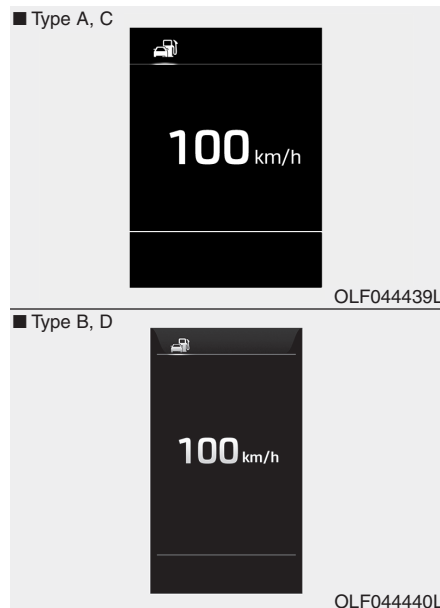 ■ Type A, C
100 km/h
OLF044439L
■ Type B, D
100 km/h
OLF044440L